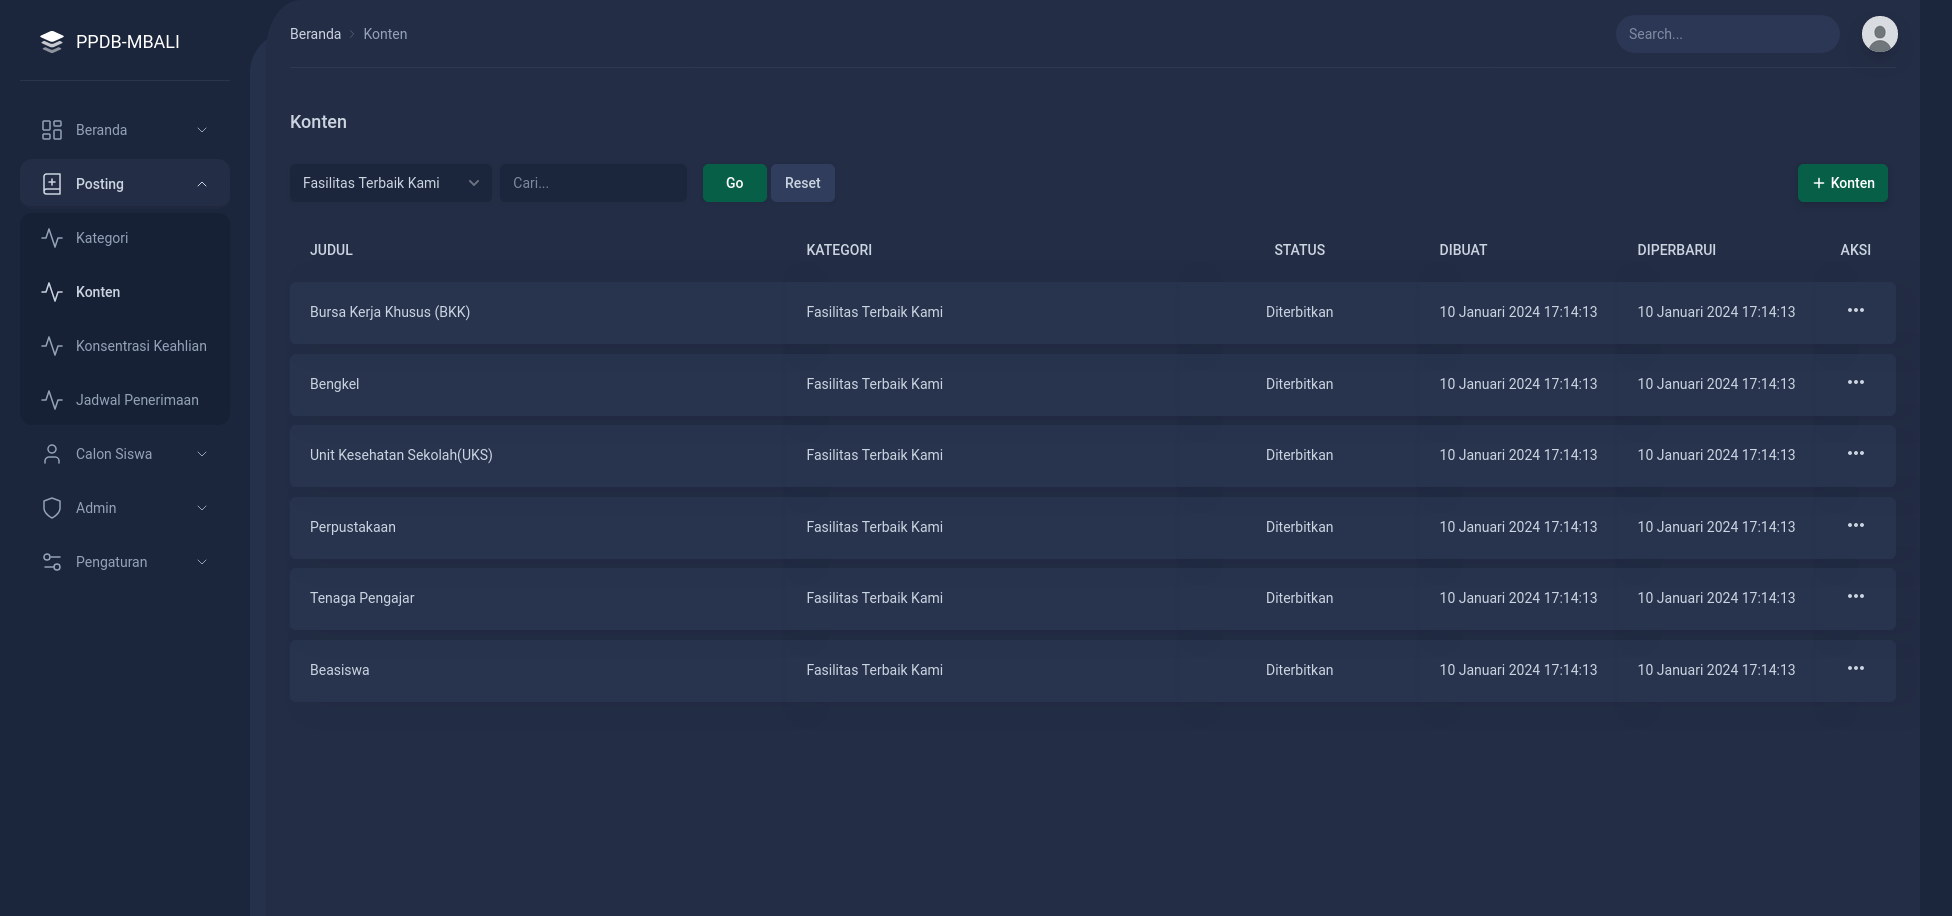 PPDB-MBALI
Beranda
Posting
Kategori
Konten
Konsentrasi Keahlian
Jadwal Penerimaan
Calon Siswa
Admin
Pengaturan
Beranda > Konten
Search...
Konten
Fasilitas Terbaik Kami
Cari...
Go
Reset
+ Konten
JUDUL KATEGORI STATUS DIBUAT DIPERBARUI AKSI
Bursa Kerja Khusus (BKK) Fasilitas Terbaik Kami Diterbitkan 10 Januari 2024 17:14:13 10 Januari 2024 17:14:13
Bengkel Fasilitas Terbaik Kami Diterbitkan 10 Januari 2024 17:14:13 10 Januari 2024 17:14:13
Unit Kesehatan Sekolah(UKS) Fasilitas Terbaik Kami Diterbitkan 10 Januari 2024 17:14:13 10 Januari 2024 17:14:13
Perpustakaan Fasilitas Terbaik Kami Diterbitkan 10 Januari 2024 17:14:13 10 Januari 2024 17:14:13
Tenaga Pengajar Fasilitas Terbaik Kami Diterbitkan 10 Januari 2024 17:14:13 10 Januari 2024 17:14:13
Beasiswa Fasilitas Terbaik Kami Diterbitkan 10 Januari 2024 17:14:13 10 Januari 2024 17:14:13